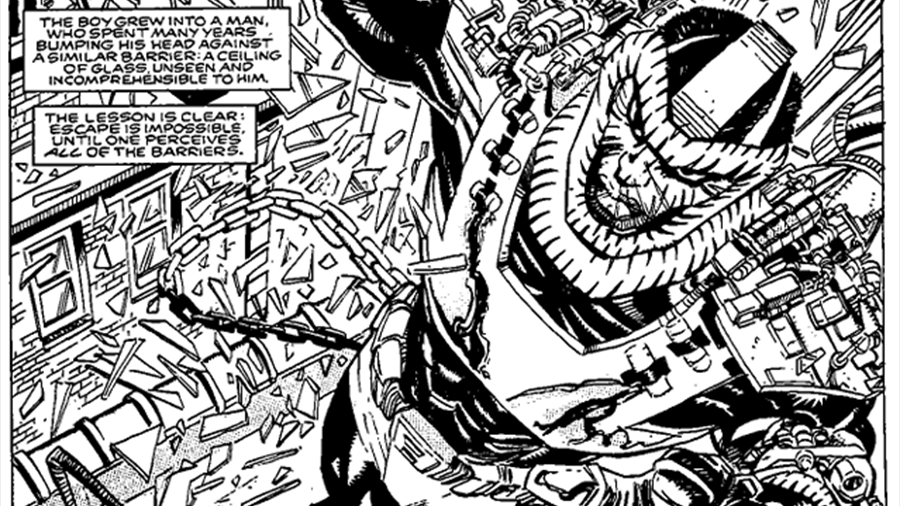 THE BOY GREW INTO A MAN,
WHO SPENT MANY YEARS
BUMPING HIS HEAD AGAINST
A SIMILAR BARRIER: A CEILING
OF GLASS, UNSEEN AND
INCOMPREHENSIBLE TO HIM.
THE LESSON IS CLEAR:
ESCAPE IS IMPOSSIBLE,
UNTIL ONE PERCEIVES
ALL OF THE BARRIERS.